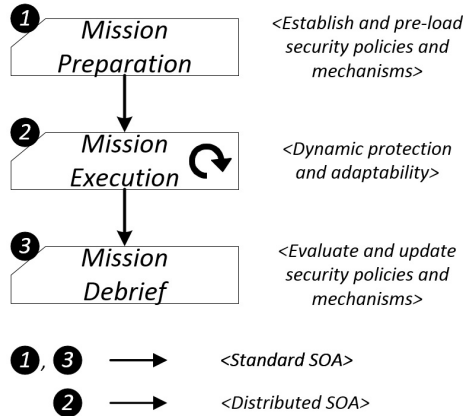 1
Mission
Preparation
<Establish and pre-load
security policies and
mechanisms>
2
Mission
Execution
<Dynamic protection
and adaptability>
3
Mission
Debrief
<Evaluate and update
security policies and
mechanisms>
1, 3 <Standard SOA>
2 <Distributed SOA>